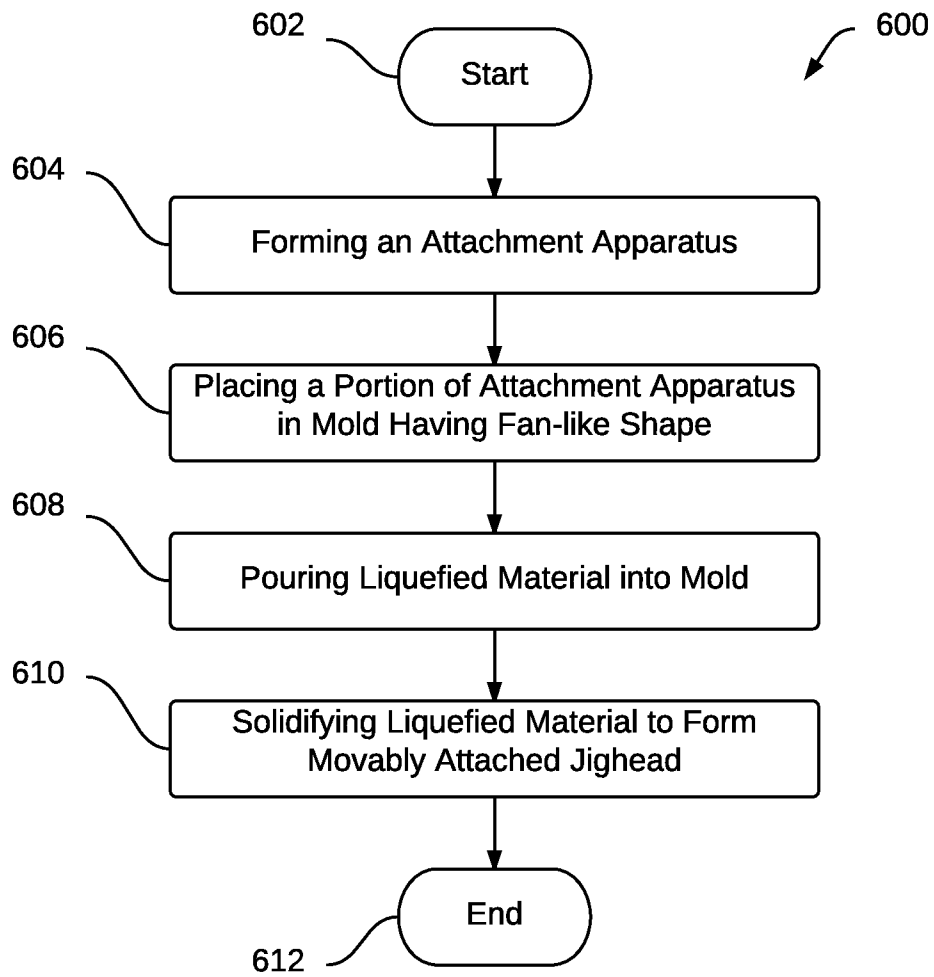 602
600
Start
604
Forming an Attachment Apparatus
606
Placing a Portion of Attachment Apparatus
in Mold Having Fan-like Shape
608
Pouring Liquefied Material into Mold
610
Solidifying Liquefied Material to Form
Movably Attached Jighead
End
612